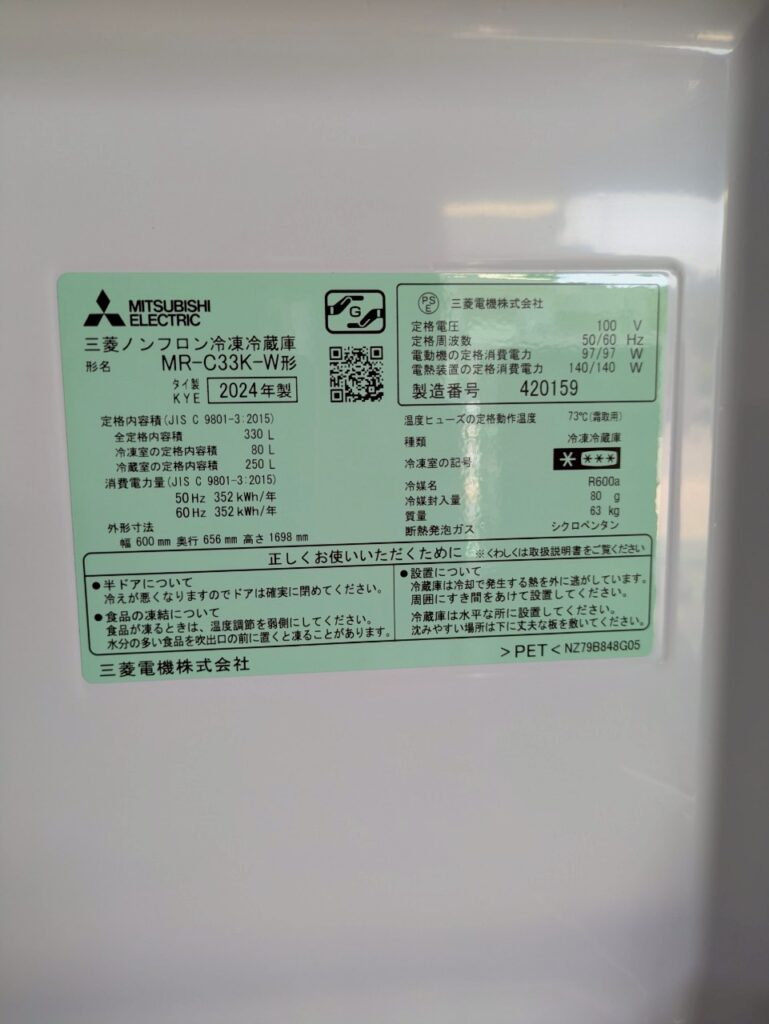 MITSUBISHI
ELECTRIC
三菱ノンフロン冷凍冷蔵庫
形名 MR-C33K-W形
タイ製
KYE 2024年製
G
定格内容積(JIS C 9801-3:2015)
全定格内容積 330 L
冷凍室の定格内容積 80 L
冷蔵室の定格内容積 250 L
消費電力量(JIS C 9801-3:2015)
50Hz 352kWh/年
60Hz 352kWh/年
外形寸法
幅 600mm 奥行 656mm 高さ 1698mm
PSE 三菱電機株式会社
定格電圧 100 V
定格周波数 50/60 Hz
電動機の定格消費電力 97/97 W
電熱装置の定格消費電力 140/140 W
製造番号 420159
温度ヒューズの定格動作温度 73℃(霜取用)
種類 冷凍冷蔵庫
冷凍室の記号 ****​*
冷媒名 R600a
冷媒封入量 80 g
質量 63 kg
断熱発泡ガス シクロペンタン
正しくお使いいただくために ※くわしくは取扱説明書をご覧ください
●半ドアについて
冷えが悪くなりますのでドアは確実に閉めてください。
●食品の凍結について
食品が凍るときは、温度調節を弱側にしてください。
水分の多い食品を吹出口の前に置くと凍ることがあります。
●設置について
冷蔵庫は冷却で発生する熱を外に逃がしています。
周囲にすき間をあけて設置してください。
冷蔵庫は水平な所に設置してください。
沈みやすい場所は下に丈夫な板を敷いてください。
三菱電機株式会社
>PET< NZ79B848G05